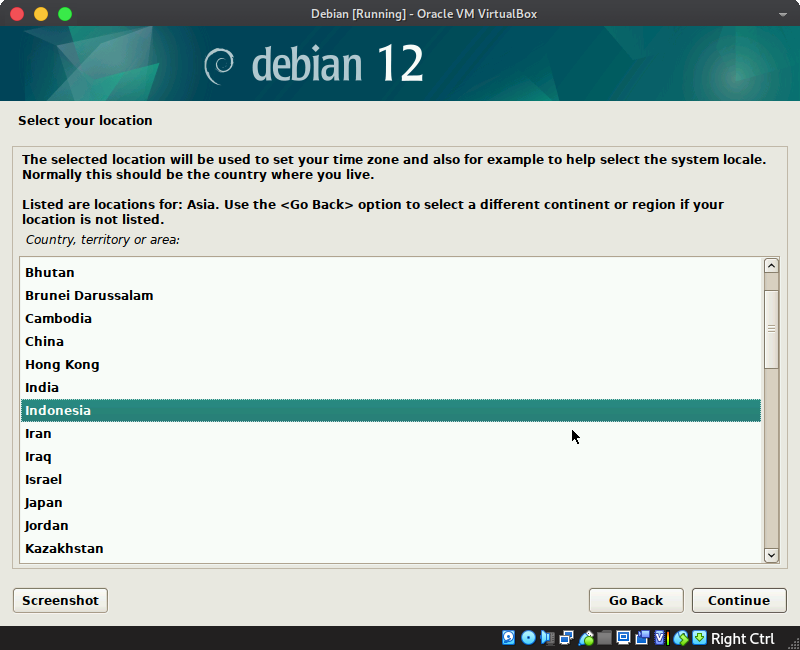 Debian [Running] - Oracle VM VirtualBox
debian 12
Select your location
The selected location will be used to set your time zone and also for example to help select the system locale.
Normally this should be the country where you live.
Listed are locations for: Asia. Use the <Go Back> option to select a different continent or region if your
location is not listed.
Country, territory or area:
Bhutan
Brunei Darussalam
Cambodia
China
Hong Kong
India
Indonesia
Iran
Iraq
Israel
Japan
Jordan
Kazakhstan
Screenshot
Go Back
Continue
Right Ctrl